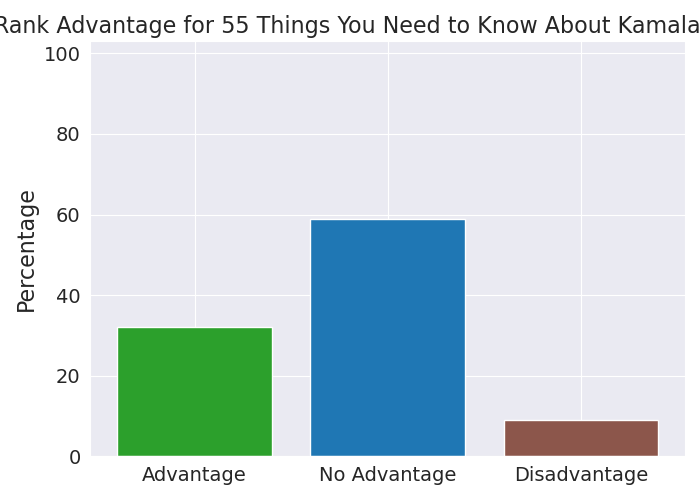 Rank Advantage for 55 Things You Need to Know About Kamala
100
80
60
40
20
0
Percentage
Advantage
No Advantage
Disadvantage